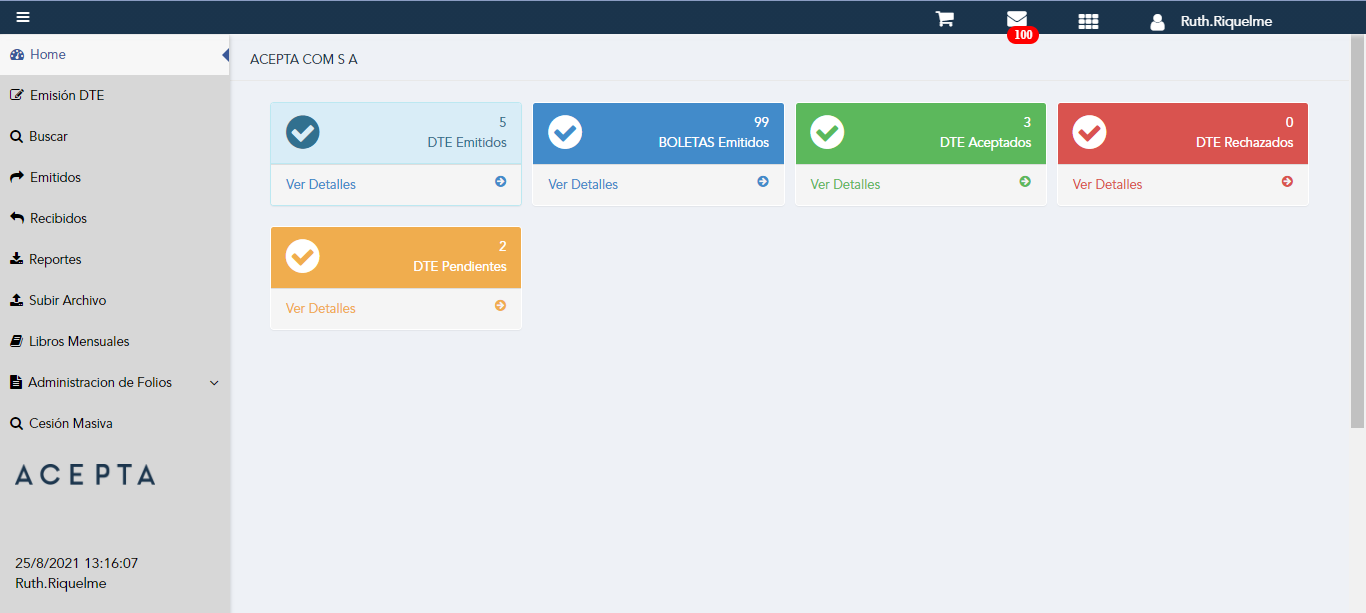 100
Ruth.Riquelme
Home
Emisión DTE
Buscar
Emitidos
Recibidos
Reportes
Subir Archivo
Libros Mensuales
Administracion de Folios
Cesión Masiva
ACEPTA
25/8/2021 13:16:07
Ruth.Riquelme
ACEPTA COM S A
5
DTE Emitidos
Ver Detalles
99
BOLETAS Emitidos
Ver Detalles
3
DTE Aceptados
Ver Detalles
0
DTE Rechazados
Ver Detalles
2
DTE Pendientes
Ver Detalles